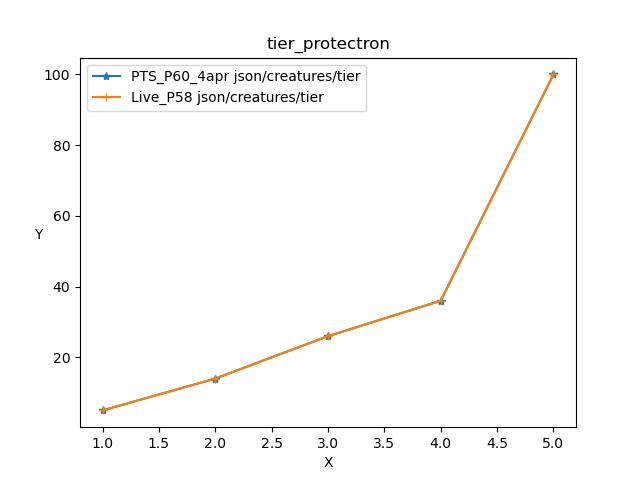 tier_protectron
PTS_P60_4apr json/creatures/tier
Live_P58 json/creatures/tier
100
80
60
40
20
Y
1.0 1.5 2.0 2.5 3.0 3.5 4.0 4.5 5.0
X